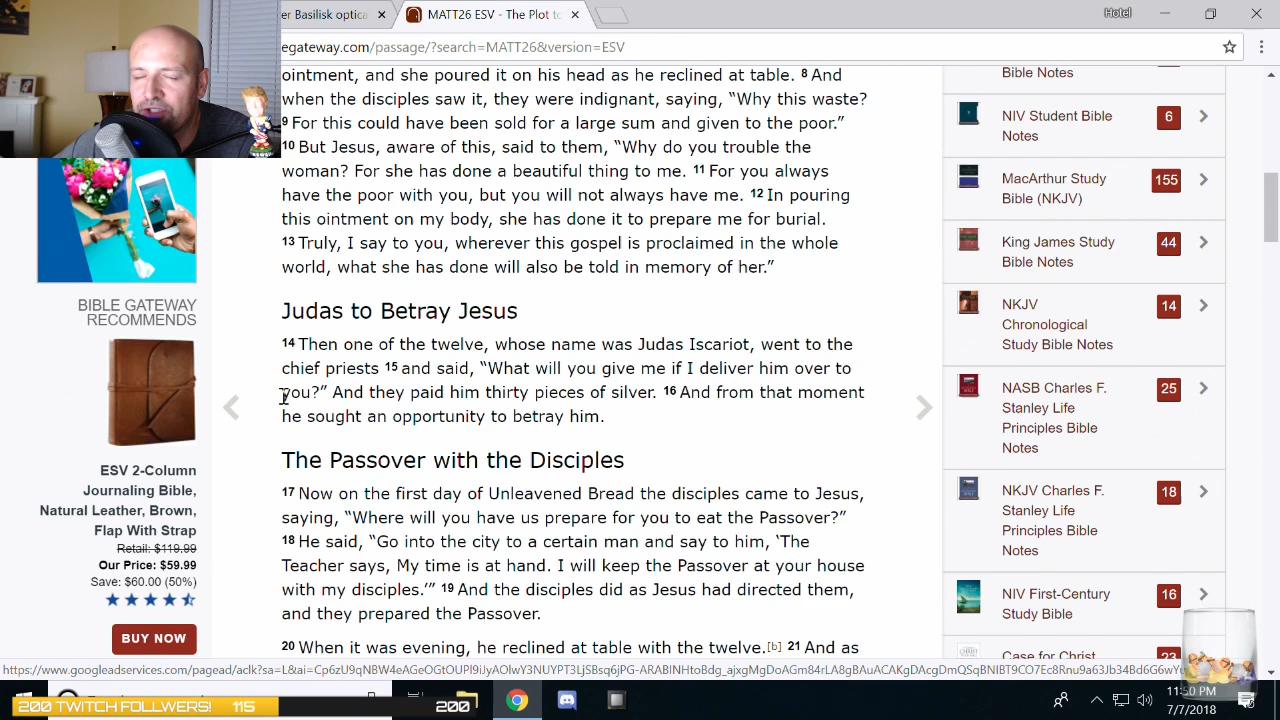 er Basilisk optica
MATT26 ESV - The Plot to
Hotel
egateway.com/passage/?search=MATT26&version=ESV
ointment, and she poured it on his head as he reclined at table. 8 And
when the disciples saw it, they were indignant, saying, “Why this waste?
9 For this could have been sold for a large sum and given to the poor.”
10 But Jesus, aware of this, said to them, “Why do you trouble the
woman? For she has done a beautiful thing to me. 11 For you always
have the poor with you, but you will not always have me. 12 In pouring
this ointment on my body, she has done it to prepare me for burial.
13 Truly, I say to you, wherever this gospel is proclaimed in the whole
world, what she has done will also be told in memory of her.”
Judas to Betray Jesus
14 Then one of the twelve, whose name was Judas Iscariot, went to the
chief priests 15 and said, “What will you give me if I deliver him over to
you?” And they paid him thirty pieces of silver. 16 And from that moment
he sought an opportunity to betray him.
The Passover with the Disciples
17 Now on the first day of Unleavened Bread the disciples came to Jesus,
saying, “Where will you have us prepare for you to eat the Passover?”
18 He said, “Go into the city to a certain man and say to him, ‘The
Teacher says, My time is at hand. I will keep the Passover at your house
with my disciples.’” 19 And the disciples did as Jesus had directed them,
and they prepared the Passover.
20 When it was evening, he reclined at table with the twelve.[b] 21 And as
BIBLE GATEWAY
RECOMMENDS
ESV 2-Column
Journaling Bible,
Natural Leather, Brown,
Flap With Strap
Retail: $119.99
Our Price: $59.99
Save: $60.00 (50%)
BUY NOW
Bible Notes
NIV Student Bible
Notes
6
MacArthur Study
Bible (NKJV)
155
King James Study
Bible Notes
44
NKJV
Chronological
Study Bible Notes
14
NASB Charles F.
Stanley Life
Principles Bible
Notes
25
NKJV Charles F.
Stanley Life
Principles Bible
Notes
18
NIV First-Century
Study Bible
16
Case for Christ
23
200 TWITCH FOLLWERS! 115
200
11:50 PM
7/7/2018